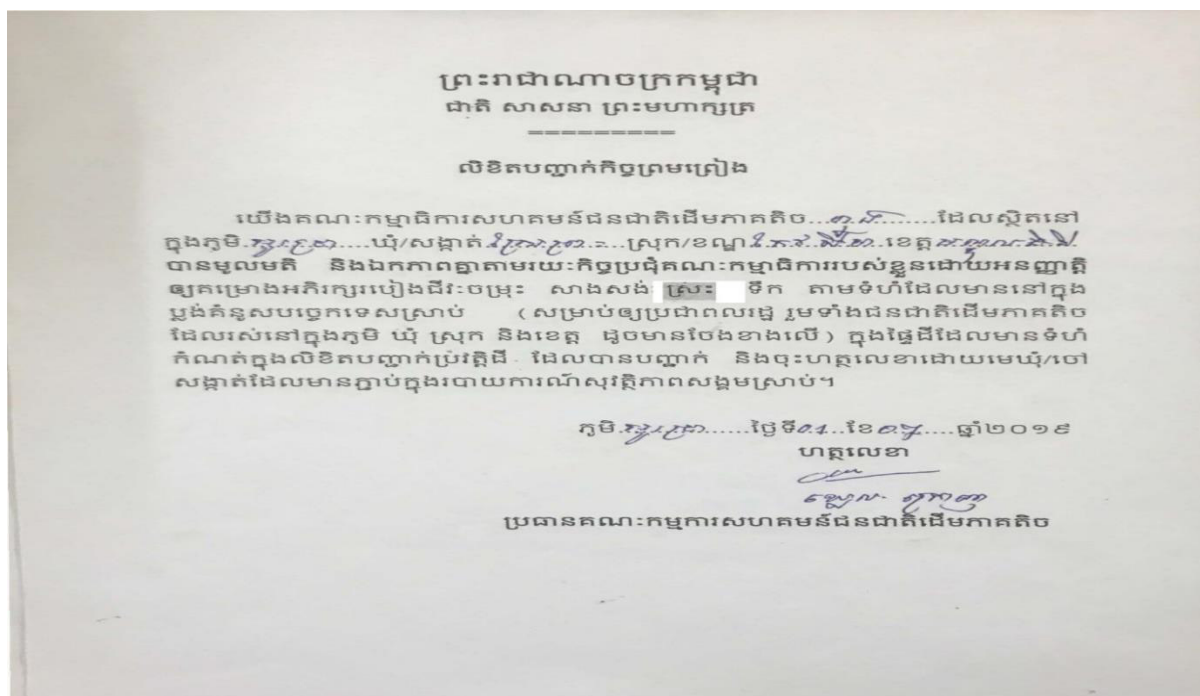 ព្រះរាជាណាចក្រកម្ពុជា
ជាតិ សាសនា ព្រះមហាក្សត្រ
=========
លិខិតបញ្ជាក់កិច្ចព្រមព្រៀង
យើងគណៈកម្មាធិការសហគមន៍ជនជាតិដើមភាគតិច...ព្នង........ដែលស្ថិតនៅ
ក្នុងភូមិ.......ឃុំ/សង្កាត់.......ស្រុក/ខណ្ឌ.......ខេត្ត.មណ្ឌលគិរី
បានមូលមតិ និងឯកភាពគ្នាតាមរយៈកិច្ចប្រជុំគណៈកម្មាធិការរបស់ខ្លួនដោយអនុញ្ញាត្តិ
ឲ្យគម្រោងអភិរក្សរបៀងជីវៈចម្រុះ សាងសង់ ស្រះ ទឹក តាមទំហំដែលមាននៅក្នុង
ប្លង់គំនូសបច្ចេកទេសស្រាប់ (សម្រាប់ឲ្យប្រជាពលរដ្ឋ រួមទាំងជនជាតិដើមភាគតិច
ដែលរស់នៅក្នុងភូមិ ឃុំ ស្រុក និងខេត្ត ដូចមានចែងខាងលើ) ក្នុងផ្ទៃដីដែលមានទំហំ
កំណត់ក្នុងលិខិតបញ្ជាក់ប្រវត្តិដី ដែលបានបញ្ជាក់ និងចុះហត្ថលេខាដោយមេឃុំ/ចៅ
សង្កាត់ដែលមានភ្ជាប់ក្នុងរបាយការណ៍សុវត្ថិភាពសង្គមស្រាប់។
ភូមិ.......ថ្ងៃទី.......ខែ.......ឆ្នាំ២០១៩
ហត្ថលេខា
ប្រធានគណៈកម្មការសហគមន៍ជនជាតិដើមភាគតិច